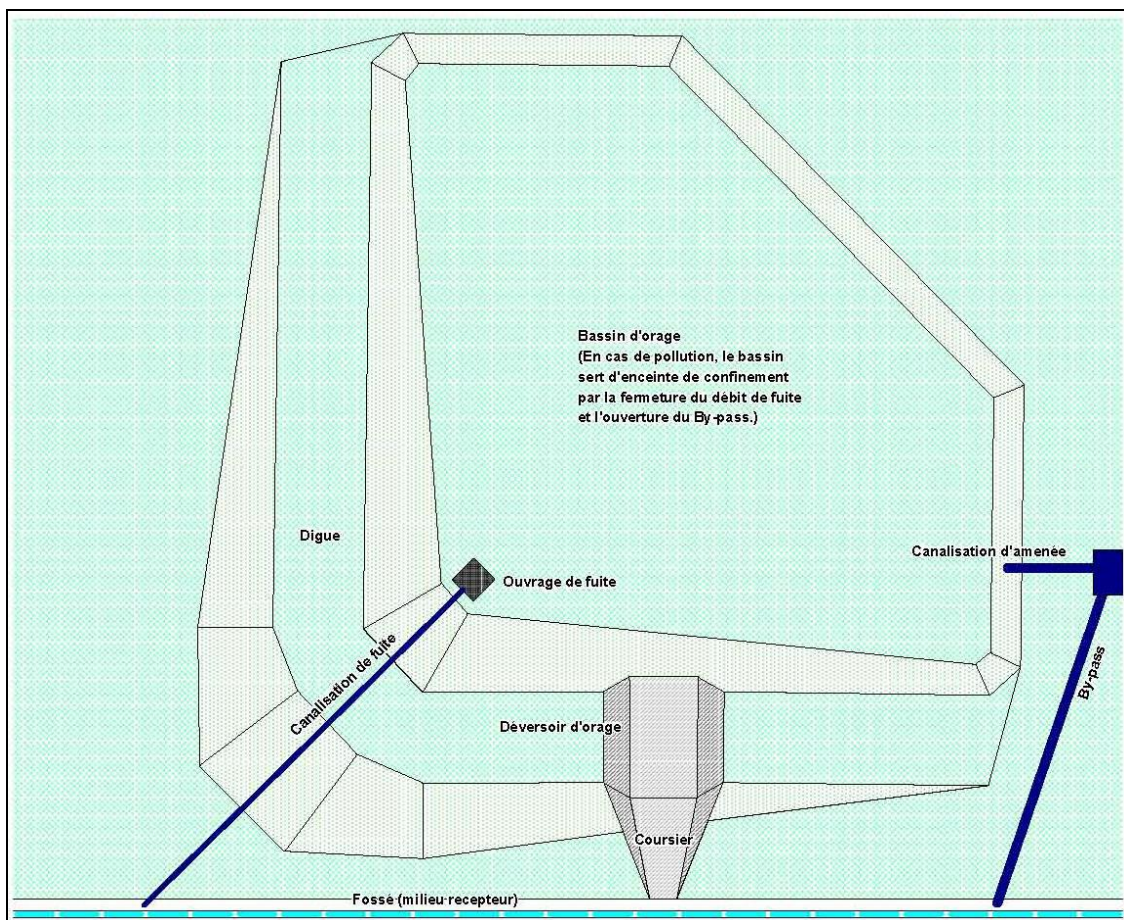 Bassin d'orage
(En cas de pollution, le bassin
sert d'enceinte de confinement
par la fermeture du débit de fuite
et l'ouverture du By-pass.)
Digue
Canalisation d'amenée
Ouvrage de fuite
Canalisation de fuite
By-pass
Déversoir d'orage
Coursier
Fossé (milieu recepteur)